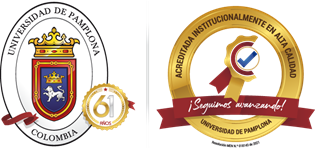 UNIVERSIDAD DE PAMPLONA
COLOMBIA
AÑOS
ACREDITADA INSTITUCIONALMENTE EN ALTA CALIDAD
¡Seguimos avanzando!
UNIVERSIDAD DE PAMPLONA